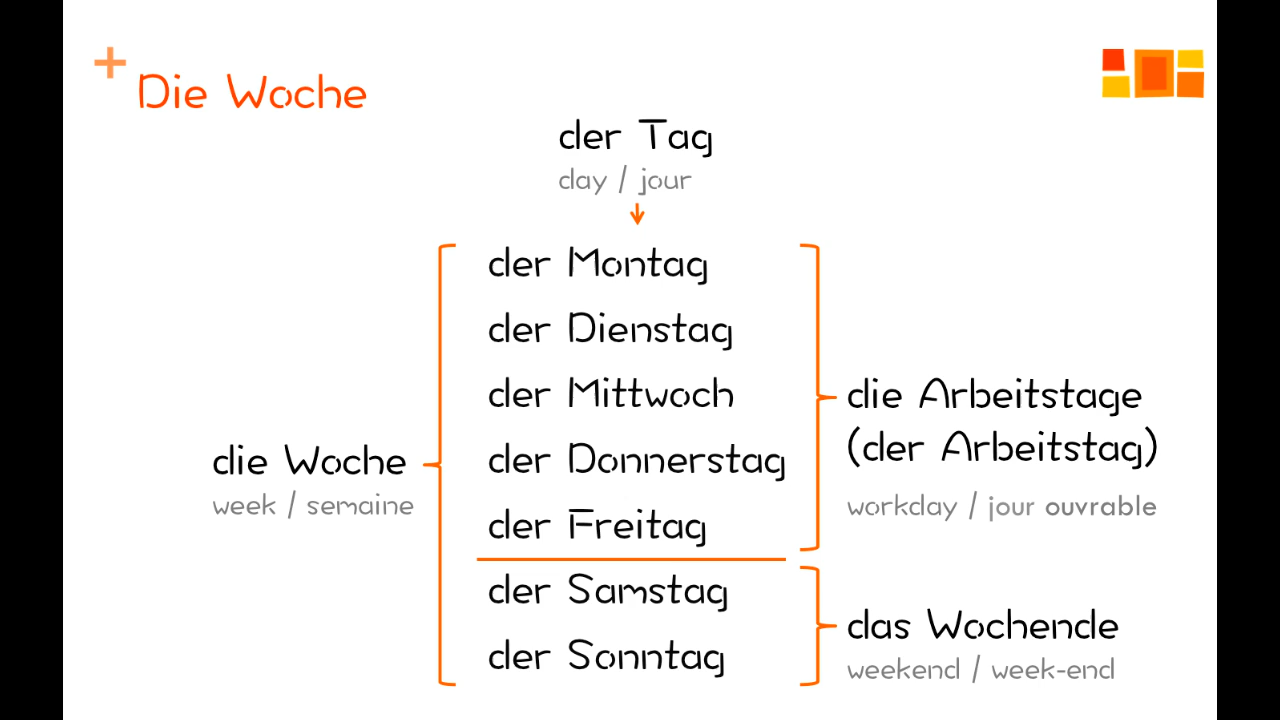 Die Woche
der Tag
day / jour
der Montag
der Dienstag
der Mittwoch
der Donnerstag
der Freitag
der Samstag
der Sonntag
die Woche
week / semaine
die Arbeitstage
(der Arbeitstag)
workday / jour ouvrable
das Wochende
weekend / week-end